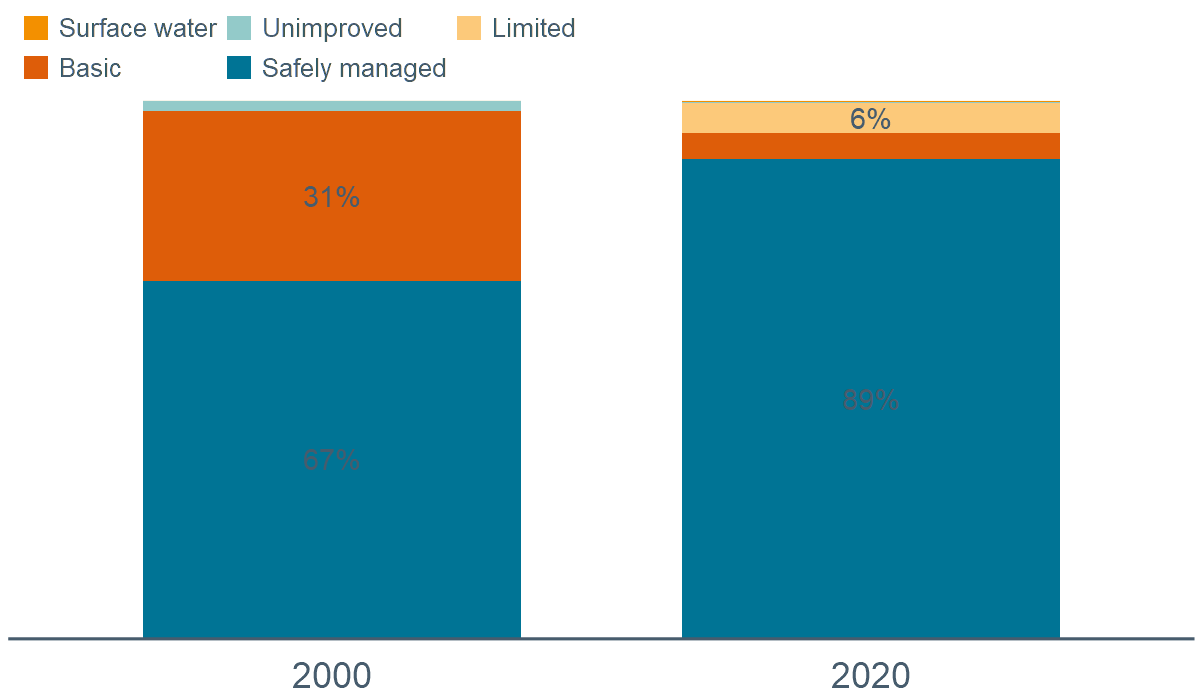 Surface water Unimproved Limited
Basic Safely managed
6%
31%
89%
67%
2000 2020